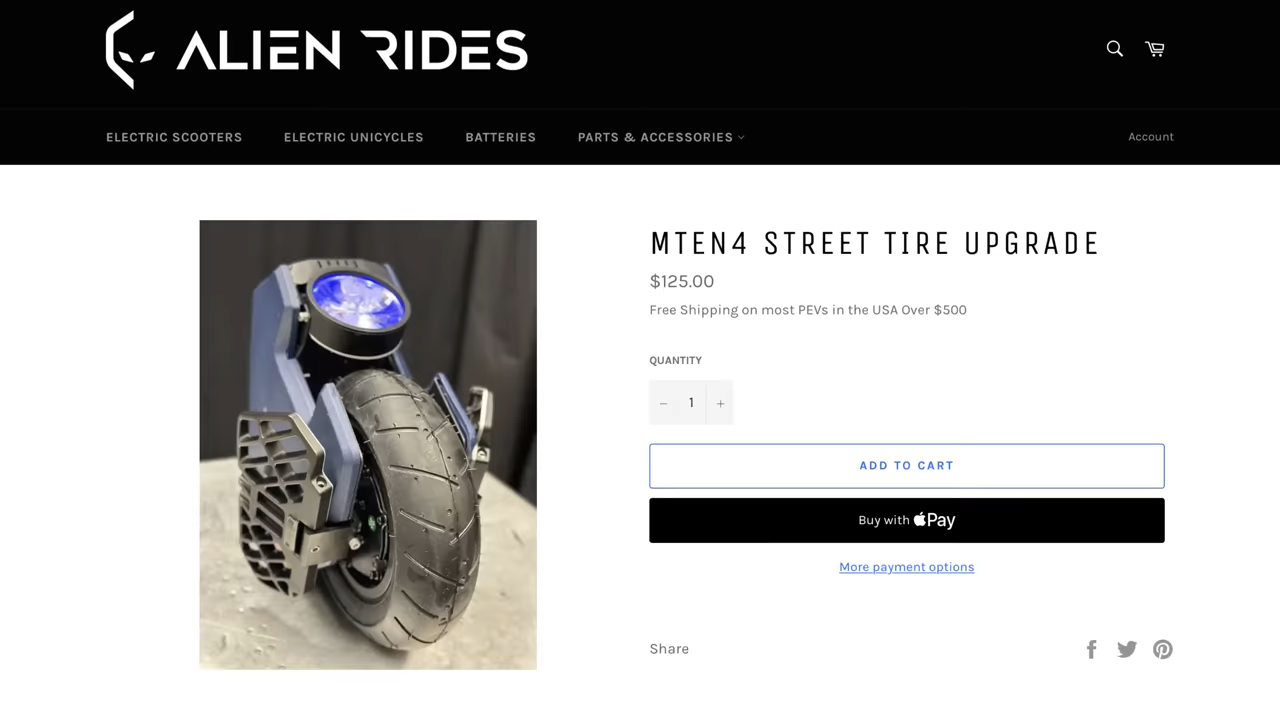 ALIEN RIDES
ELECTRIC SCOOTERS
ELECTRIC UNICYCLES
BATTERIES
PARTS & ACCESSORIES
Account
MTEN4 STREET TIRE UPGRADE
$125.00
Free Shipping on most PEVs in the USA Over $500
QUANTITY
− 1 +
ADD TO CART
Buy with Pay
More payment options
Share